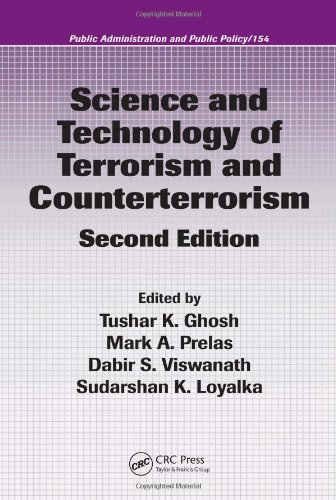 Public Administration and Public Policy/154
Science and
Technology of
Terrorism and
Counterterrorism
Second Edition
Edited by
Tushar K. Ghosh
Mark A. Prelas
Dabir S. Viswanath
Sudarshan K. Loyalka
CRC
CRC Press
Taylor & Francis Group